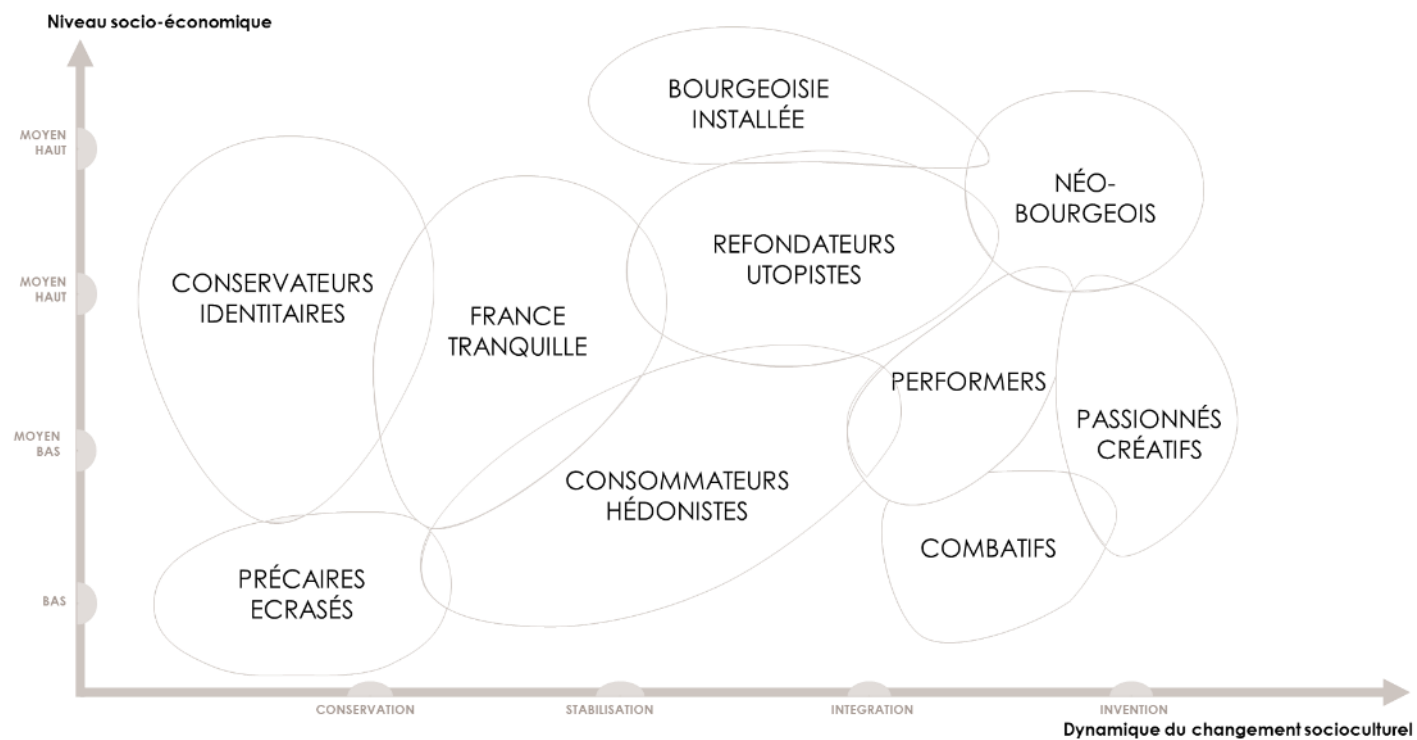 Niveau socio-économique
BOURGEOISIE
INSTALLÉE
MOYEN
HAUT
NÉO-
BOURGEOIS
REFONDATEURS
UTOPISTES
CONSERVATEURS
IDENTITAIRES
MOYEN
HAUT
FRANCE
TRANQUILLE
PERFORMERS
PASSIONNÉS
CRÉATIFS
MOYEN
BAS
CONSOMMATEURS
HÉDONISTES
COMBATIFS
PRÉCAIRES
ECRASÉS
BAS
CONSERVATION
STABILISATION
INTEGRATION
INVENTION
Dynamique du changement socioculturel